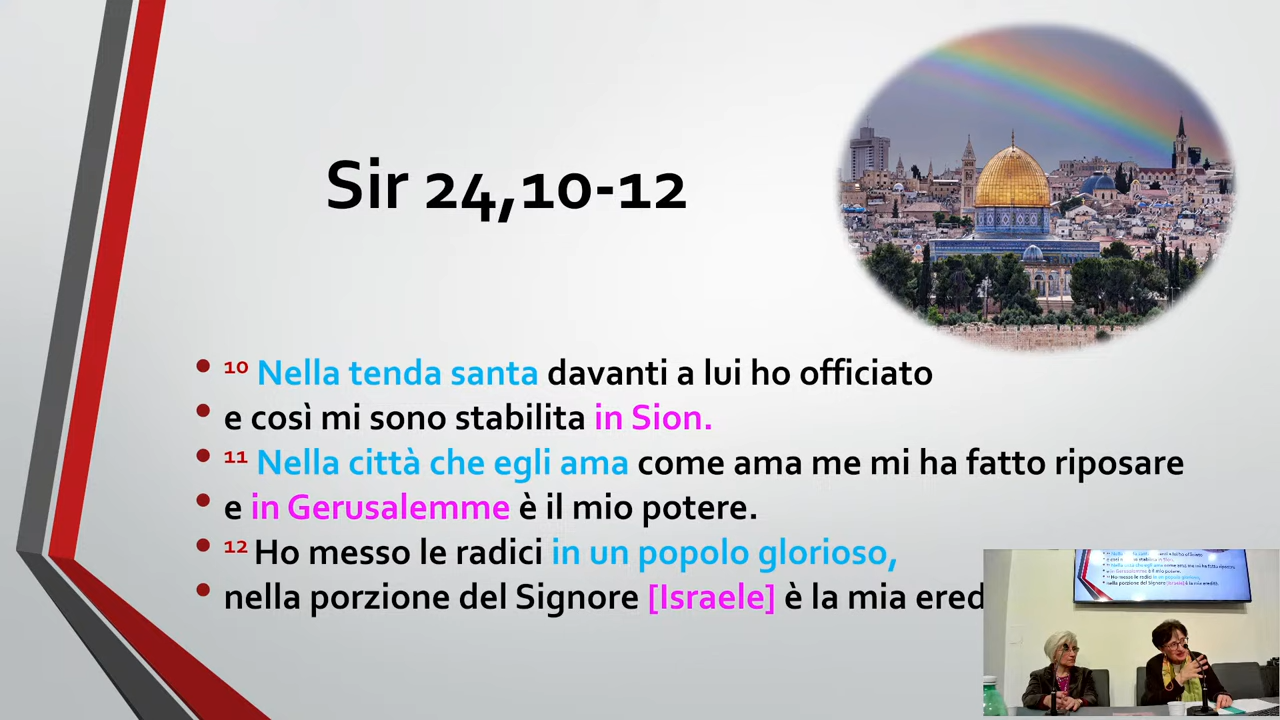 Sir 24,10-12
10 Nella tenda santa davanti a lui ho officiato
e così mi sono stabilita in Sion.
11 Nella città che egli ama come ama me mi ha fatto riposare
e in Gerusalemme è il mio potere.
12 Ho messo le radici in un popolo glorioso,
nella porzione del Signore [Israele] è la mia